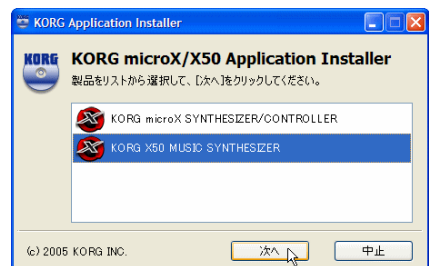 KORG Application Installer
KORG
KORG microX/X50 Application Installer
製品をリストから選択して、[次へ]をクリックしてください。
KORG microX SYNTHESIZER/CONTROLLER
KORG X50 MUSIC SYNTHESIZER
(c) 2005 KORG INC.
次へ
中止